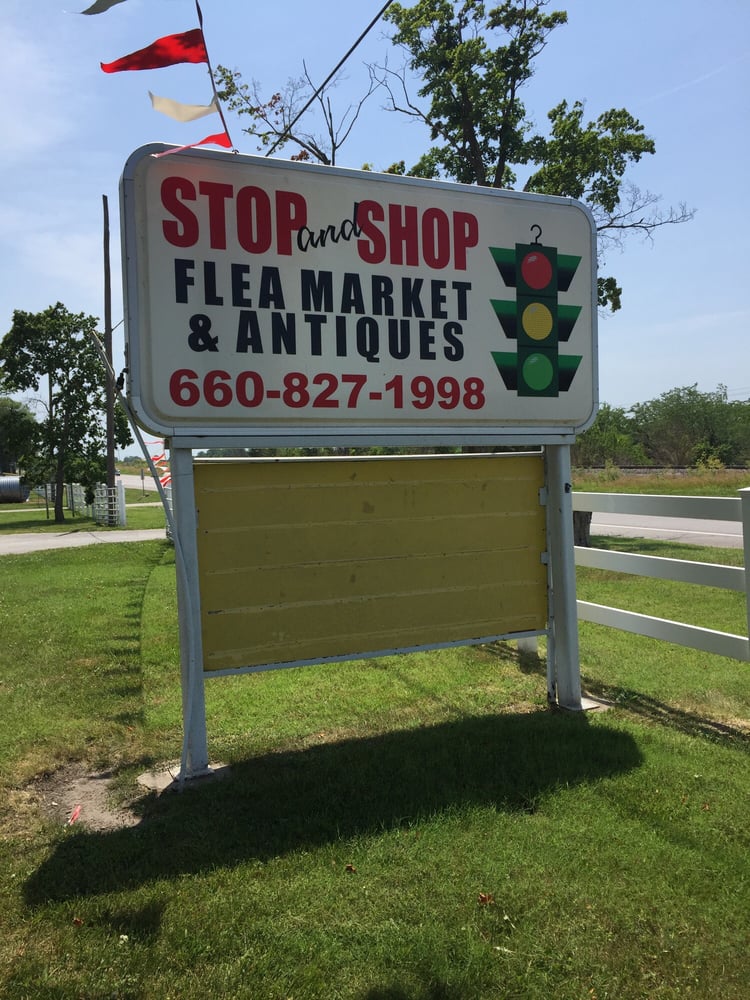 STOP and SHOP
FLEA MARKET
& ANTIQUES
660-827-1998